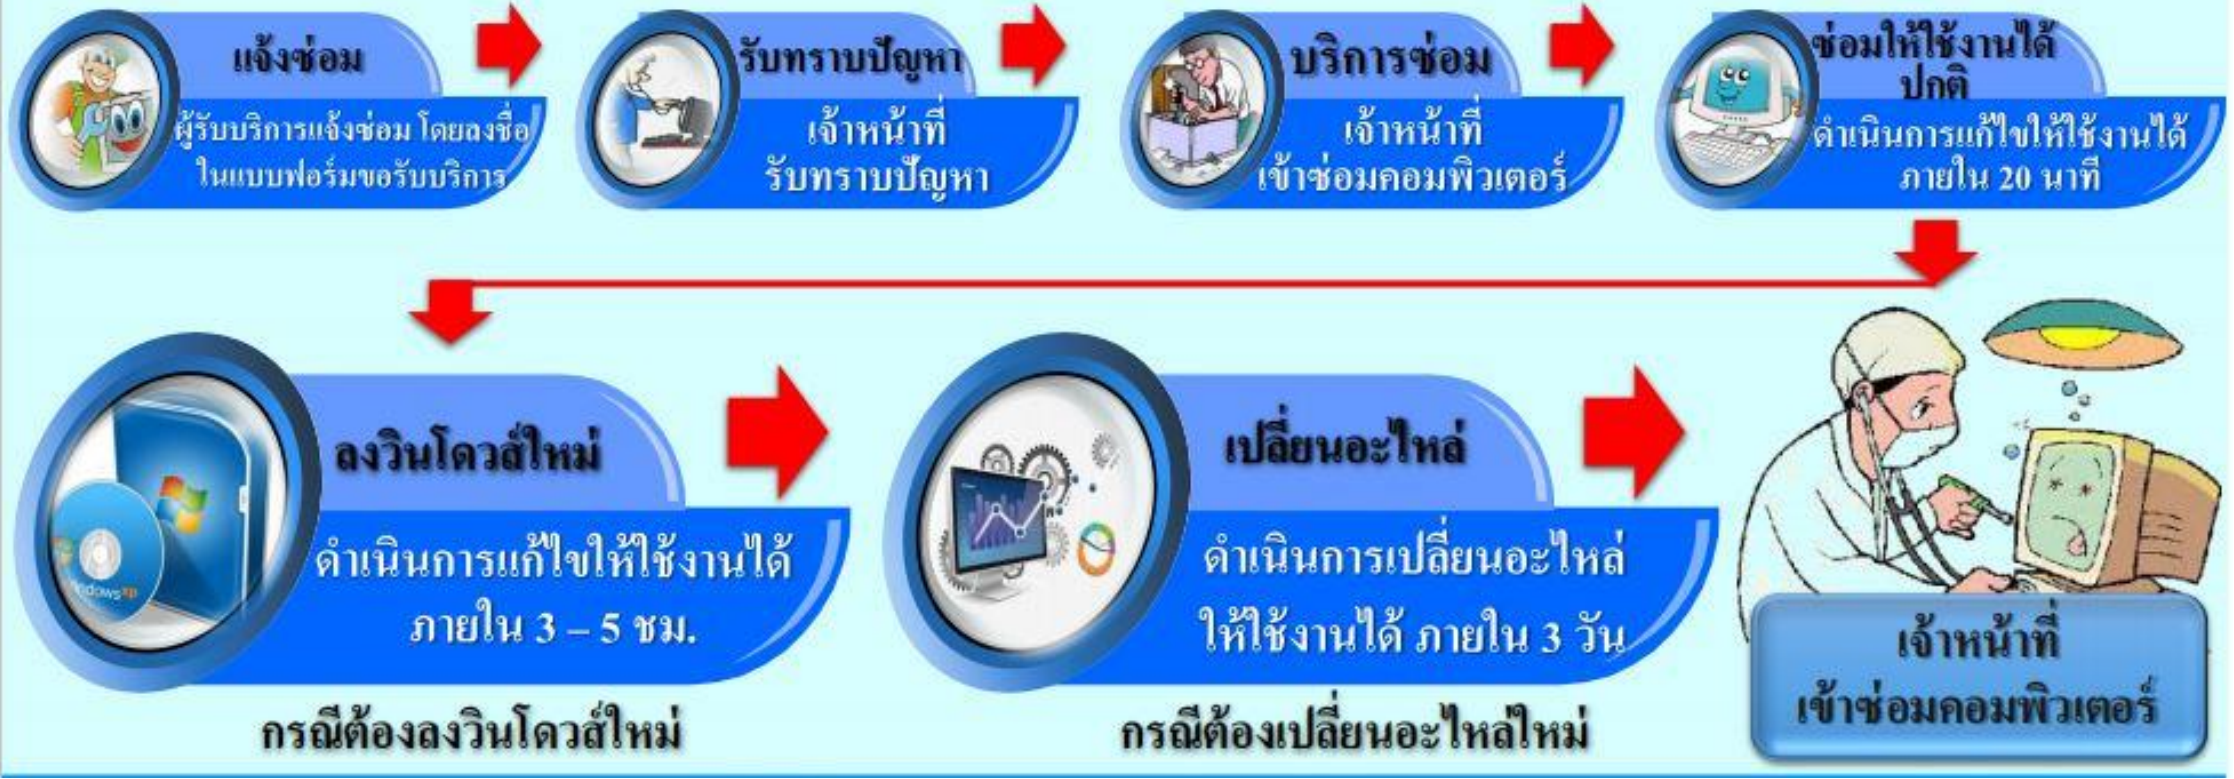 แจ้งซ่อม
ผู้รับบริการแจ้งซ่อม โดยลงชื่อ
ในแบบฟอร์มขอรับบริการ
รับทราบปัญหา
เจ้าหน้าที่
รับทราบปัญหา
บริการซ่อม
เจ้าหน้าที่
เข้าซ่อมคอมพิวเตอร์
ซ่อมให้ใช้งานได้
ปกติ
ดำเนินการแก้ไขให้ใช้งานได้
ภายใน 20 นาที
ลงวินโดวส์ใหม่
ดำเนินการแก้ไขให้ใช้งานได้
ภายใน 3 – 5 ชม.
กรณีต้องลงวินโดวส์ใหม่
เปลี่ยนอะไหล่
ดำเนินการเปลี่ยนอะไหล่
ให้ใช้งานได้ ภายใน 3 วัน
กรณีต้องเปลี่ยนอะไหล่ใหม่
เจ้าหน้าที่
เข้าซ่อมคอมพิวเตอร์